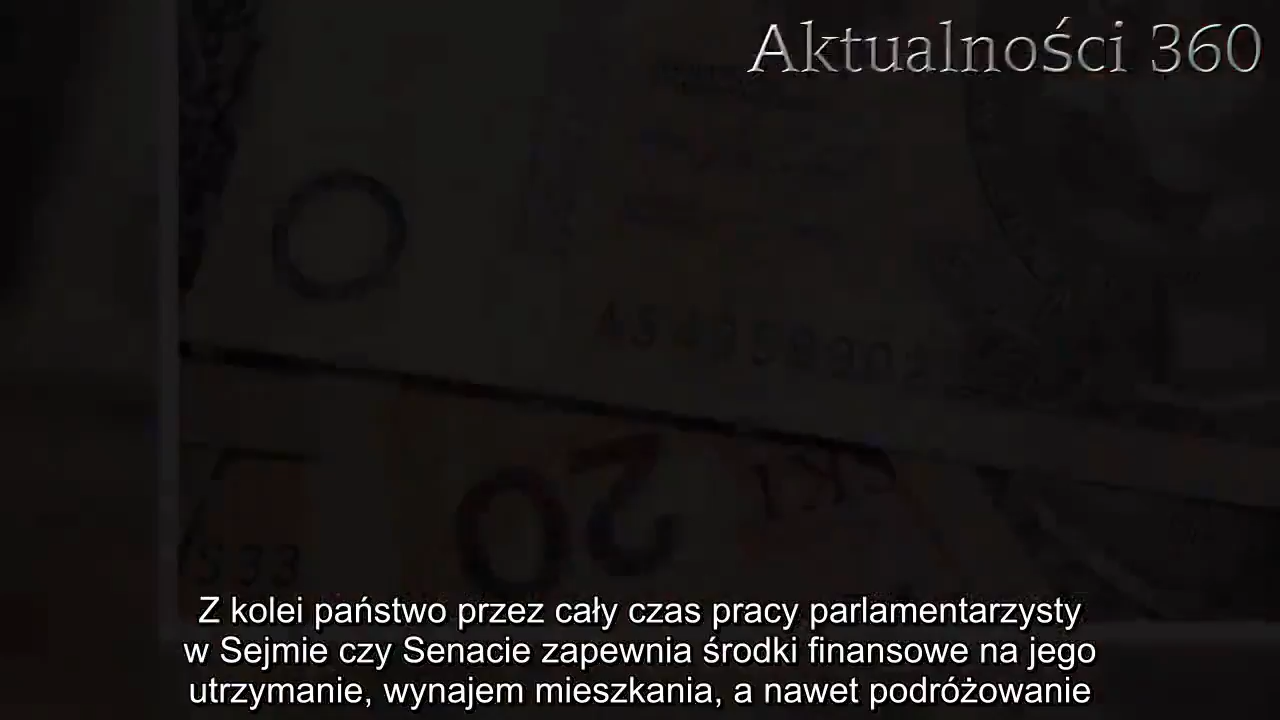 Aktualności 360
Z kolei państwo przez cały czas pracy parlamentarzysty
w Sejmie czy Senacie zapewnia środki finansowe na jego
utrzymanie, wynajem mieszkania, a nawet podróżowanie